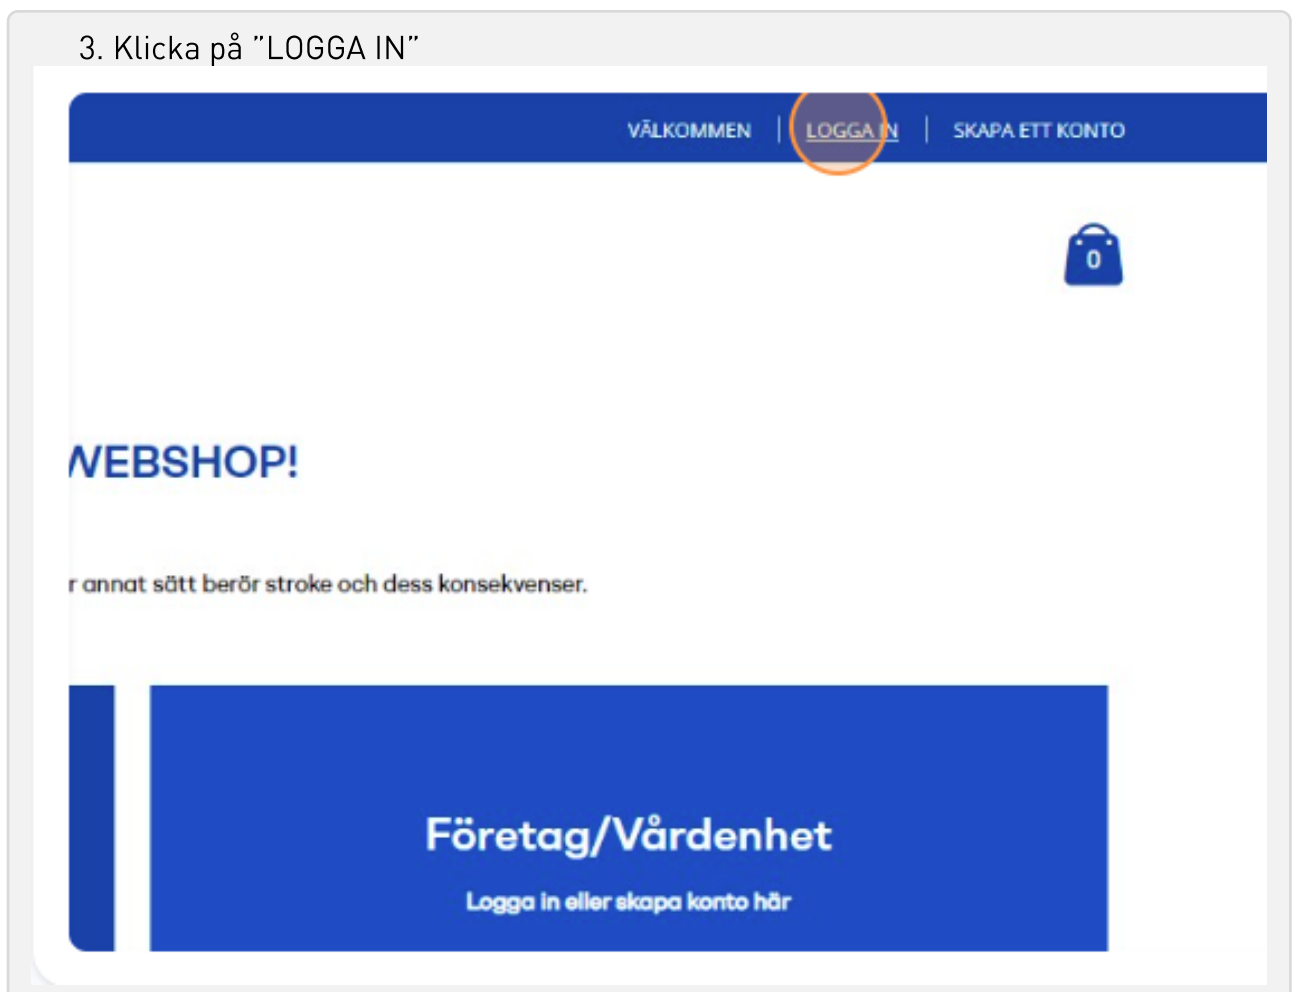 3. Klicka på ”LOGGA IN”
VÄLKOMMEN | LOGGA IN | SKAPA ETT KONTO
0
WEBSHOP!
r annat sätt berör stroke och dess konsekvenser.
Företag/Vårdenhet
Logga in eller skapa konto här